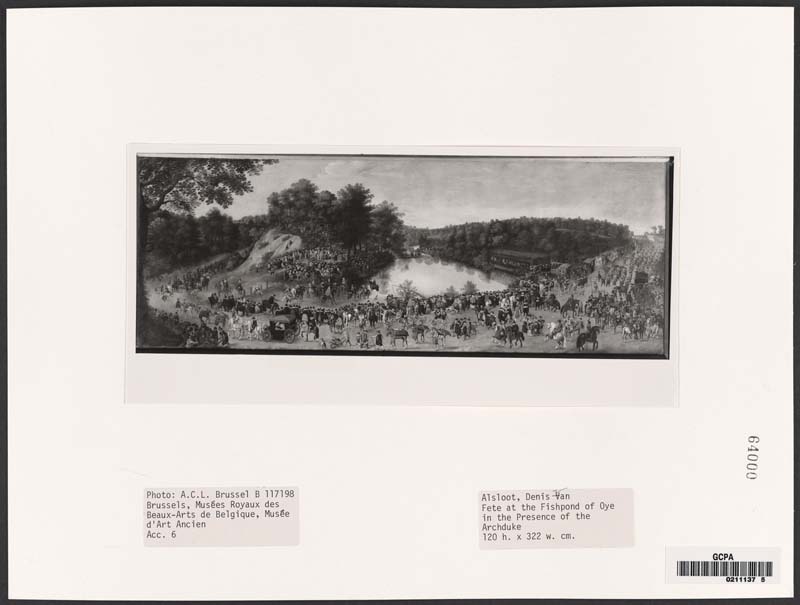 Photo: A.C.L. Brussel B 117198
Brussels, Musées Royaux des
Beaux-Arts de Belgique, Musée
d'Art Ancien
Acc. 6
Alsloot, Denis Van
Fete at the Fishpond of Oye
in the Presence of the
Archduke
120 h. x 322 w. cm.
64000
GCPA
0211137 5